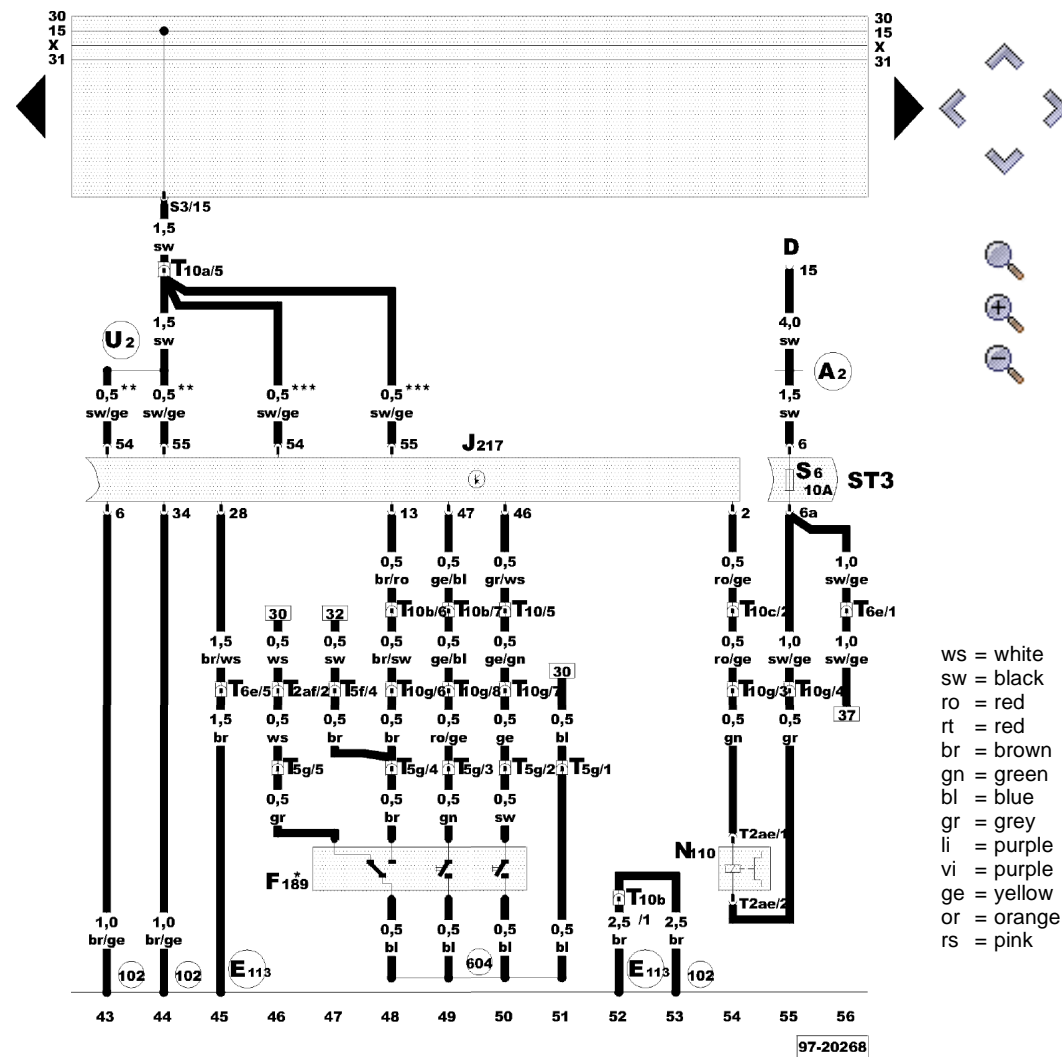 30 30
15 15
X X
31 31
S3/15
1,5
sw
T10a/5
D
15
1,5 4,0
sw sw
U2
A2
0,5** 0,5** 0,5*** 0,5*** 1,5
sw/ge sw/ge sw/ge sw/ge sw
54 55 54 55 6
J217
S6
10A
ST3
6 34 28 13 47 46 2 6a
0,5 0,5 0,5 0,5 1,0
br/ro ge/bl gr/ws ro/ge sw/ge
30 32 T10b/6 T10b/7 T10/5 T10c/2 T6e/1
1,5 0,5 0,5 0,5 0,5 0,5 0,5 1,0 1,0
br/ws ws sw br/sw ge/bl ge/gn ro/ge sw/ge sw/ge
30
T6e/5 T2af/2 T5f/4 T10g/6 T10g/8 T10g/7 T10g/3 T10g/4
37
1,5 0,5 0,5 0,5 0,5 0,5 0,5 0,5 0,5
br ws br br ro/ge ge bl gn gr
T5g/5 T5g/4 T5g/3 T5g/2 T5g/1
0,5 0,5 0,5 0,5
gr br gn sw
T2ae/1
N110
F189*
T2ae/2
T10b
/1
1,0 1,0 0,5 0,5 0,5 0,5 2,5 2,5
br/ge br/ge bl bl bl bl br br
102 102 E113 604 E113 102
43 44 45 46 47 48 49 50 51 52 53 54 55 56
97-20268
ws = white
sw = black
ro = red
rt = red
br = brown
gn = green
bl = blue
gr = grey
li = purple
vi = purple
ge = yellow
or = orange
rs = pink